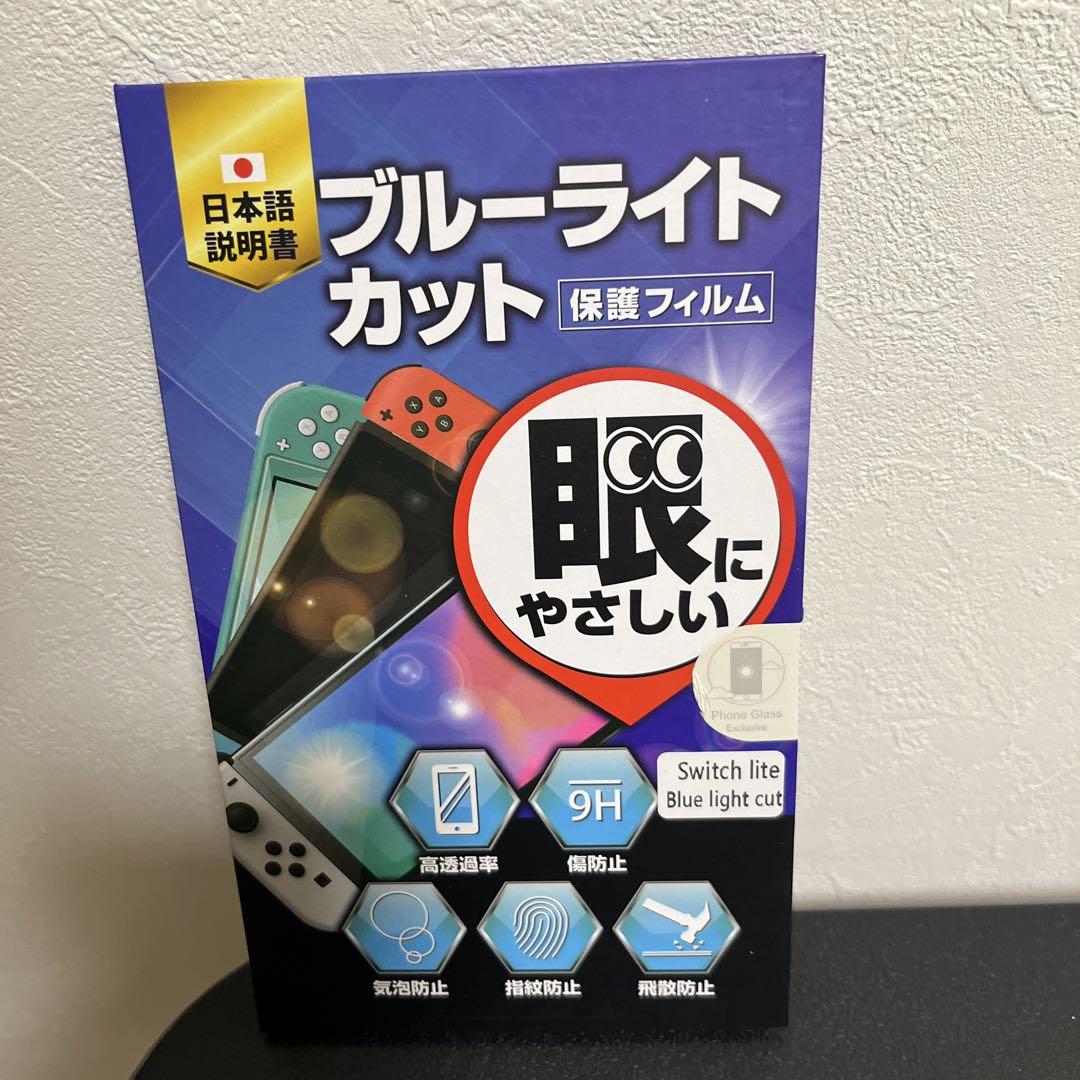 日本語
説明書
ブルーライト
カット
保護フィルム
眼に
やさしい
Phone Glass
Exclusive
Switch lite
Blue light cut
9H
高透過率
傷防止
気泡防止
指紋防止
飛散防止
X
A
Y
B